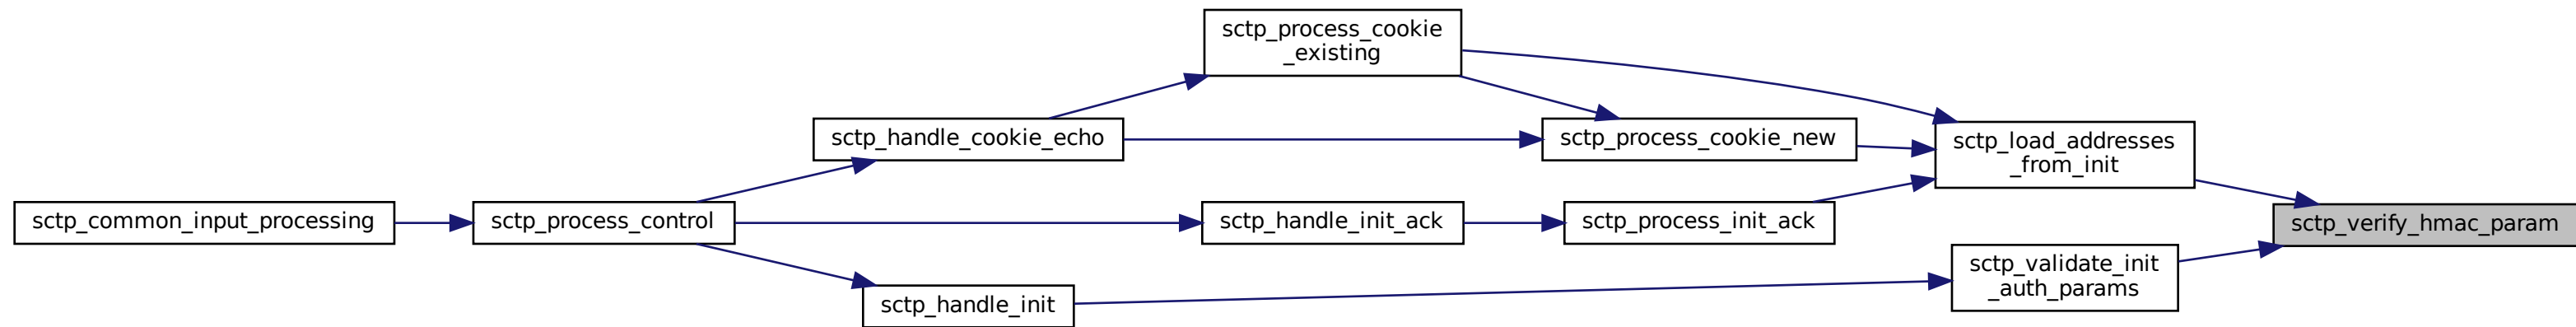 sctp_process_cookie
_existing
sctp_handle_cookie_echo
sctp_process_cookie_new
sctp_load_addresses
_from_init
sctp_common_input_processing
sctp_process_control
sctp_handle_init_ack
sctp_process_init_ack
sctp_verify_hmac_param
sctp_validate_init
_auth_params
sctp_handle_init